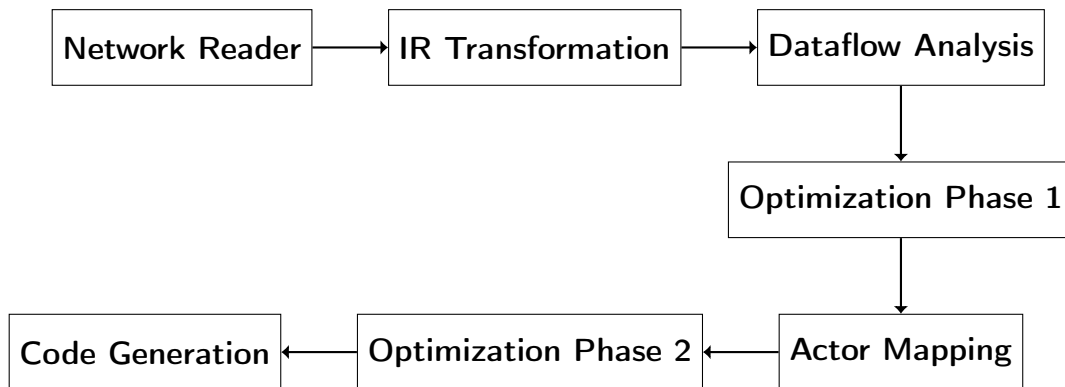 Network Reader
IR Transformation
Dataflow Analysis
Optimization Phase 1
Actor Mapping
Optimization Phase 2
Code Generation